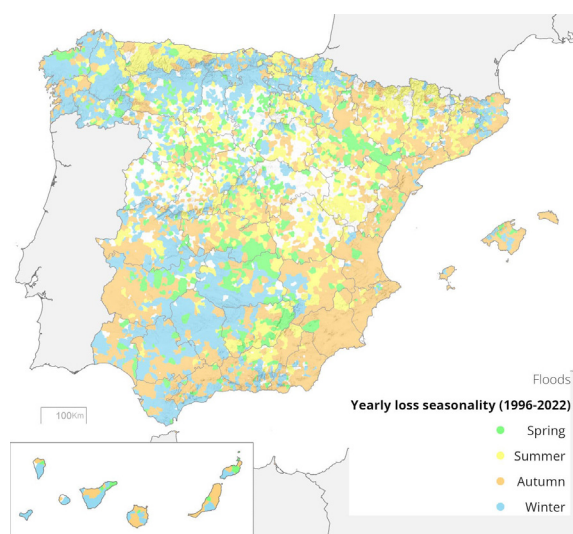 Floods
Yearly loss seasonality (1996-2022)
Spring
Summer
Autumn
Winter
100Km